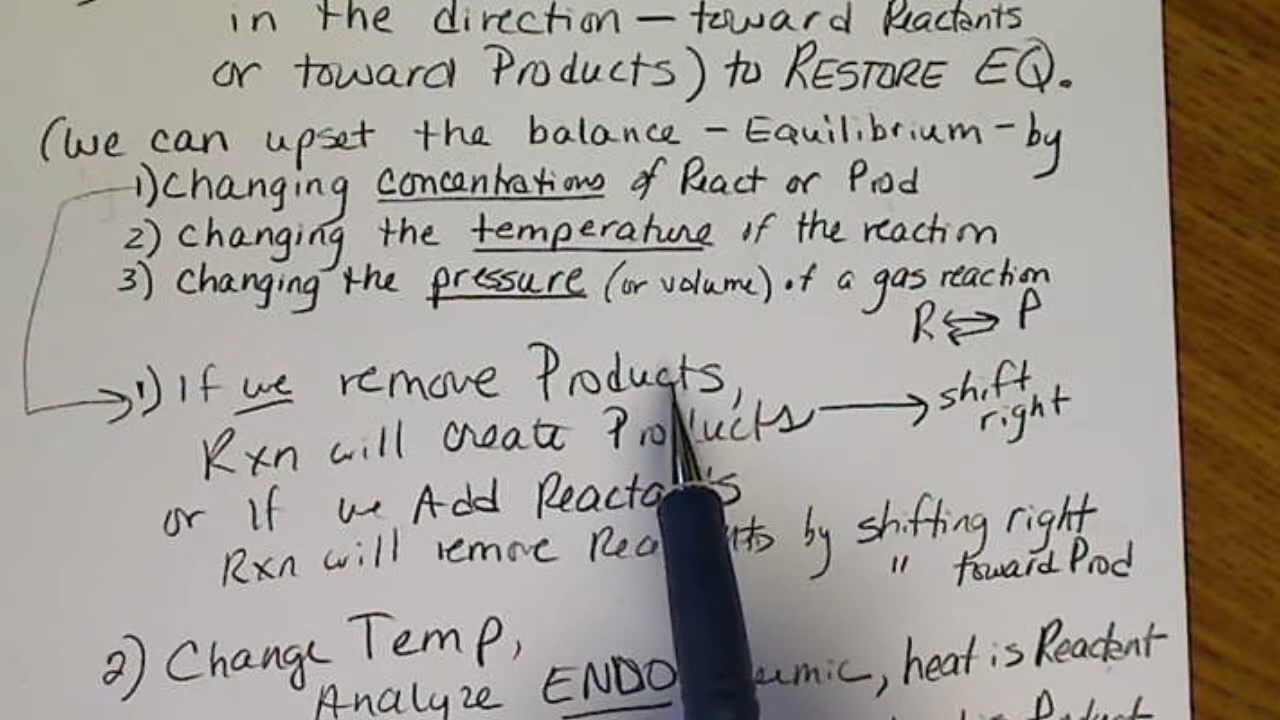 in the direction — toward Reactants
or toward Products) to RESTORE EQ.
(we can upset the balance - Equilibrium - by
1) Changing concentrations of React or Prod
2) Changing the temperature of the reaction
3) Changing the pressure (or volume) of a gas reaction
R ⇔ P
1) If we remove Products,
Rxn will create Products → shift right
or If we Add
Rxn will remove by shifting right
" toward Prod
2) Change Temp,
Analyze ENDO heat is Reactant